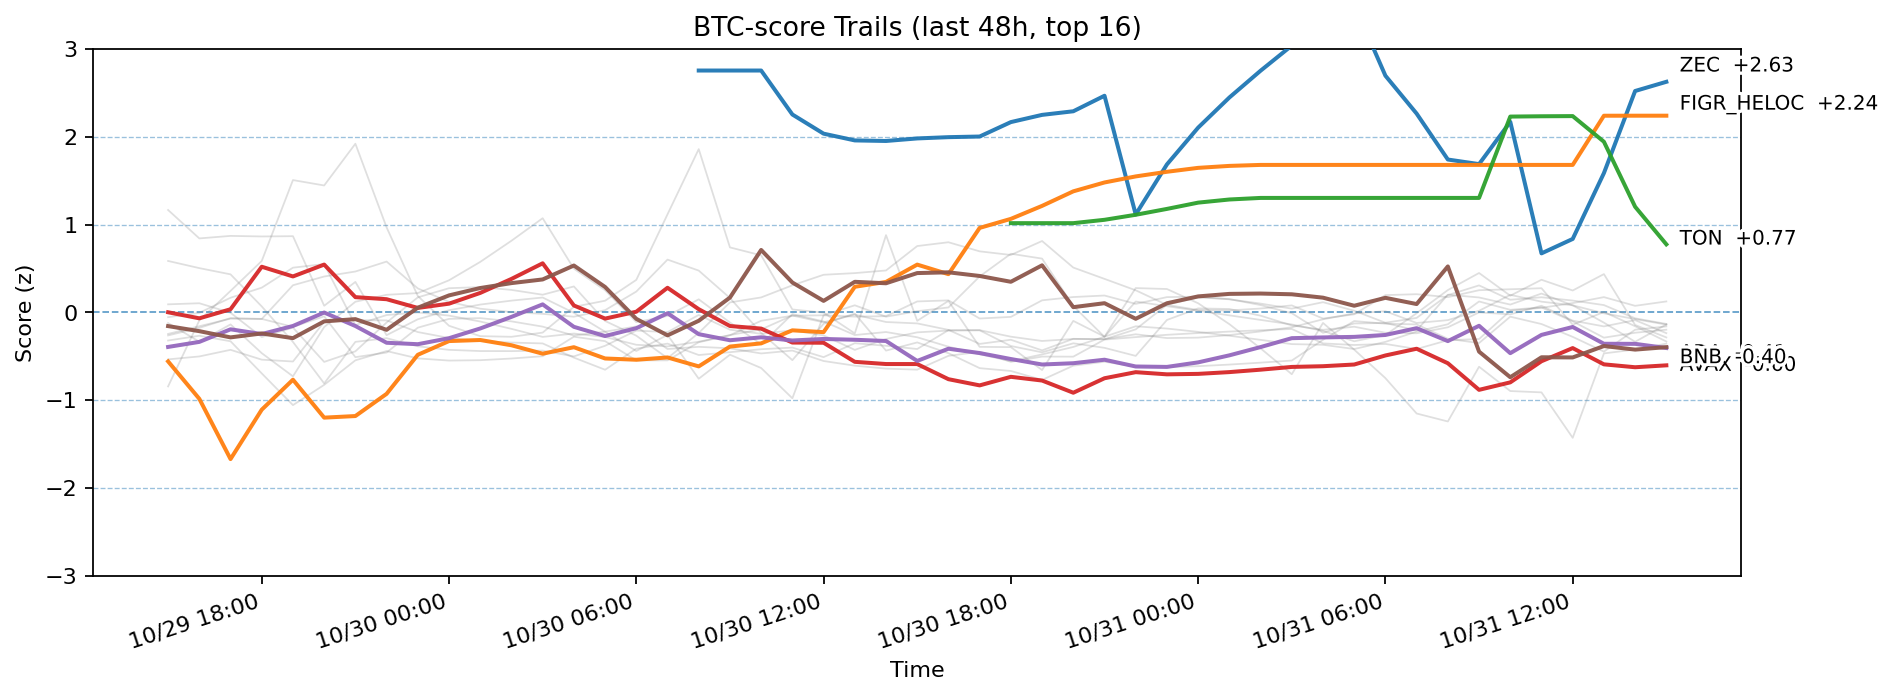 BTC-score Trails (last 48h, top 16)
3
2
1
0
−1
−2
−3
Score (z)
ZEC +2.63
FIGR_HELOC +2.24
TON +0.77
BNB -0.40
AVAX
10/29 18:00
10/30 00:00
10/30 06:00
10/30 12:00
10/30 18:00
10/31 00:00
10/31 06:00
10/31 12:00
Time